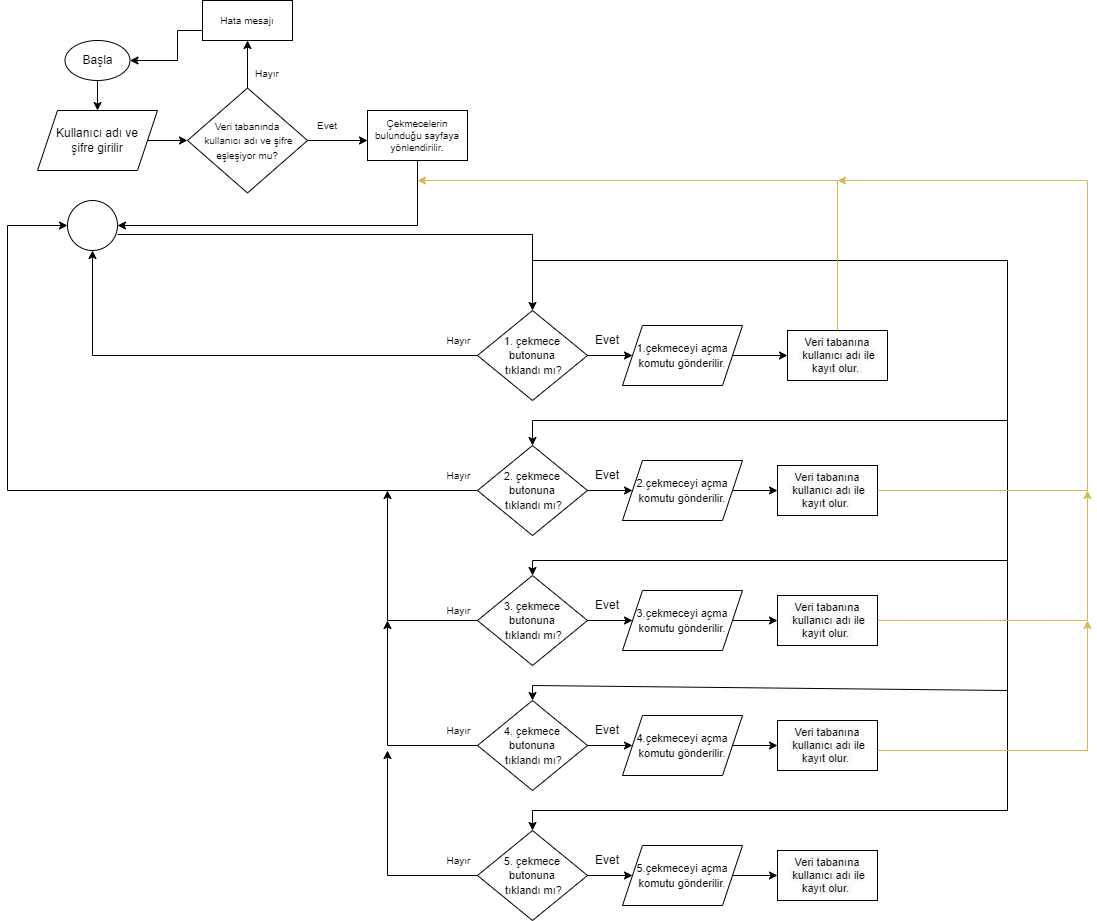 Hata mesajı
Başla
Hayır
Kullanıcı adı ve
şifre girilir
Veri tabanında
kullanıcı adı ve şifre
eşleşiyor mu?
Evet
Çekmecelerin
bulunduğu sayfaya
yönlendirilir.
Hayır
1. çekmece
butonuna
tıklandı mı?
Evet
1.çekmeceyi açma
komutu gönderilir.
Veri tabanına
kullanıcı adı ile
kayıt olur.
Hayır
2. çekmece
butonuna
tıklandı mı?
Evet
2.çekmeceyi açma
komutu gönderilir.
Veri tabanına
kullanıcı adı ile
kayıt olur.
Hayır
3. çekmece
butonuna
tıklandı mı?
Evet
3.çekmeceyi açma
komutu gönderilir.
Veri tabanına
kullanıcı adı ile
kayıt olur.
Hayır
4. çekmece
butonuna
tıklandı mı?
Evet
4.çekmeceyi açma
komutu gönderilir.
Veri tabanına
kullanıcı adı ile
kayıt olur.
Hayır
5. çekmece
butonuna
tıklandı mı?
Evet
5.çekmeceyi açma
komutu gönderilir.
Veri tabanına
kullanıcı adı ile
kayıt olur.